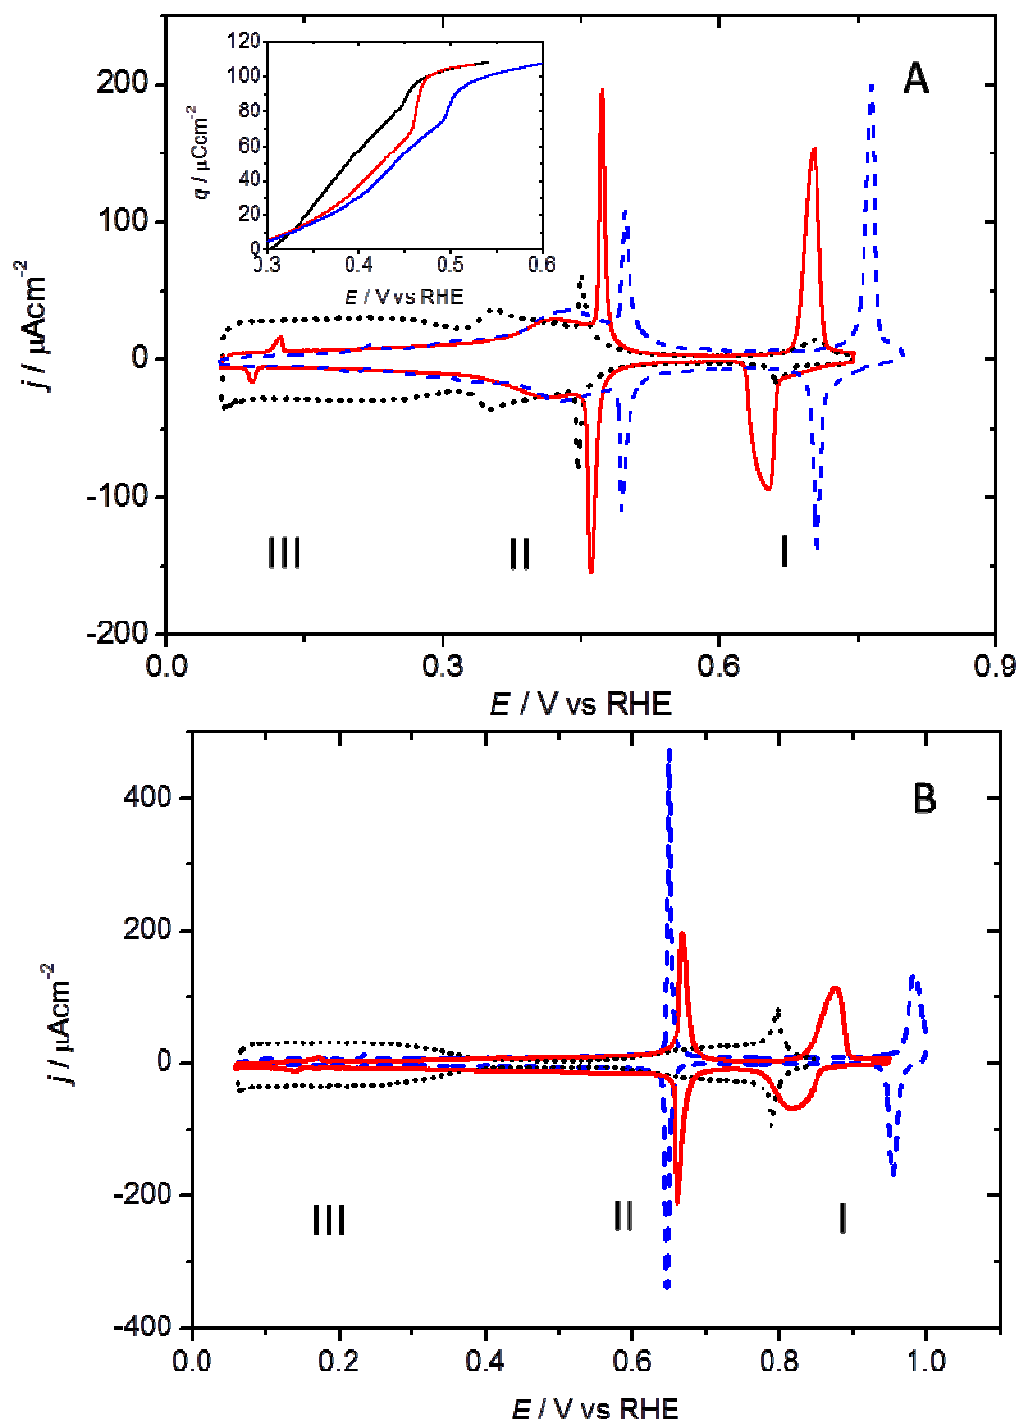 A
200
100
0
-100
-200
j / μAcm-2
120
100
80
60
40
20
0
q / μCcm-2
0.3 0.4 0.5 0.6
E / V vs RHE
III II I
0.0 0.3 0.6 0.9
E / V vs RHE
B
400
200
0
-200
-400
j / μAcm-2
III II I
0.0 0.2 0.4 0.6 0.8 1.0
E / V vs RHE